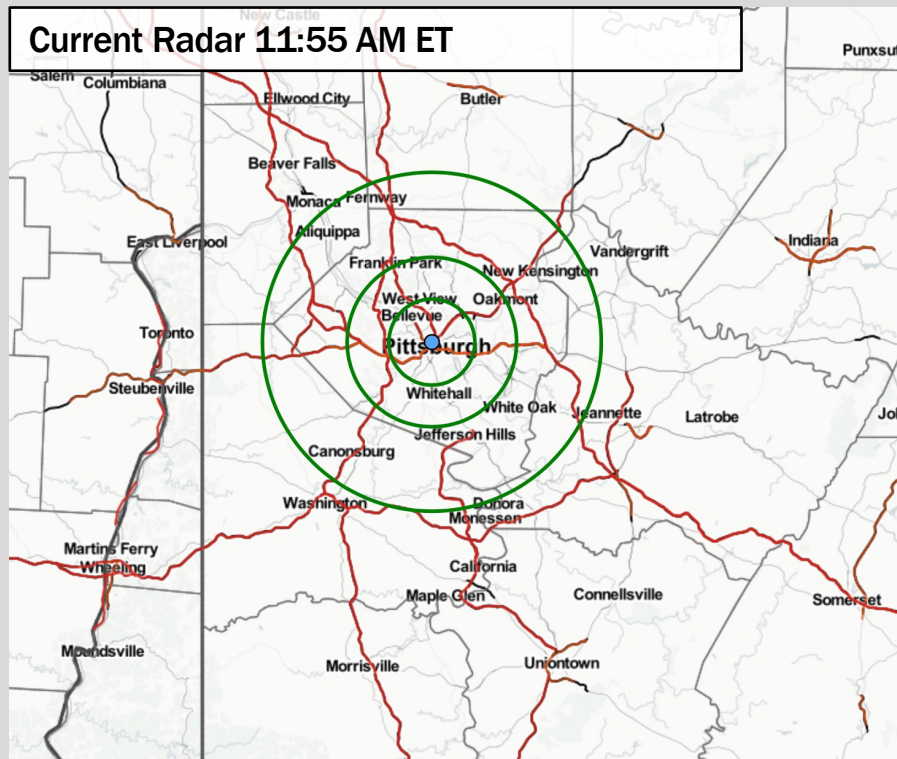 New Castle
Current Radar 11:55 AM ET
Salem
Columbiana
Ellwood City
Butler
Beaver Falls
Monaca
Fernway
Aliquippa
East Liverpool
Franklin Park
New Kensington
Vandergrift
Indiana
West View
Oakmont
Bellevue
Toronto
Pittsburgh
Steubenville
Whitehall
White Oak
Jeannette
Latrobe
Jefferson Hills
Canonsburg
Washington
Donora
Monessen
Martins Ferry
Wheeling
California
Maple Glen
Connellsville
Somerset
Moundsville
Morrisville
Uniontown